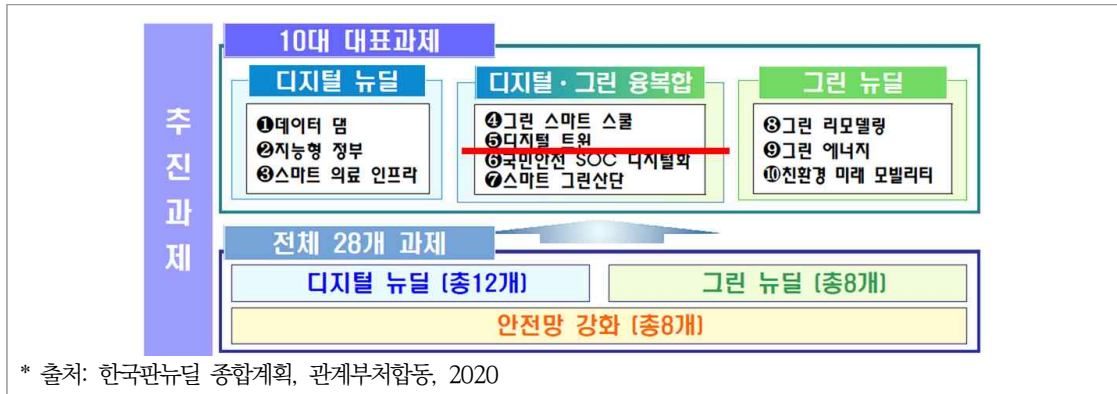 추진과제
10대 대표과제
디지털 뉴딜
❶데이터 댐
❷지능형 정부
❸스마트 의료 인프라
디지털·그린 융복합
❹그린 스마트 스쿨
❺디지털 트윈
❻국민안전 SOC 디지털화
❼스마트 그린산단
그린 뉴딜
❽그린 리모델링
❾그린 에너지
❿친환경 미래 모빌리티
전체 28개 과제
디지털 뉴딜 (총12개)
그린 뉴딜 (총8개)
안전망 강화 (총8개)
* 출처: 한국판뉴딜 종합계획, 관계부처합동, 2020